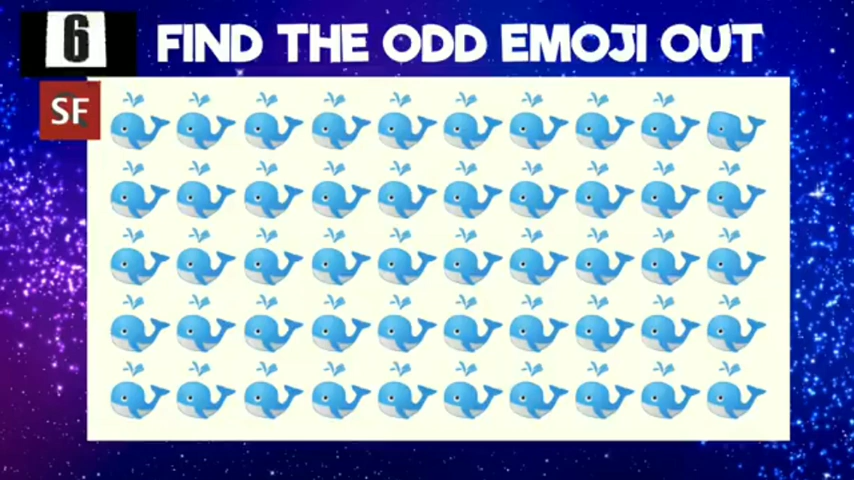 6 FIND THE ODD EMOJI OUT
SF